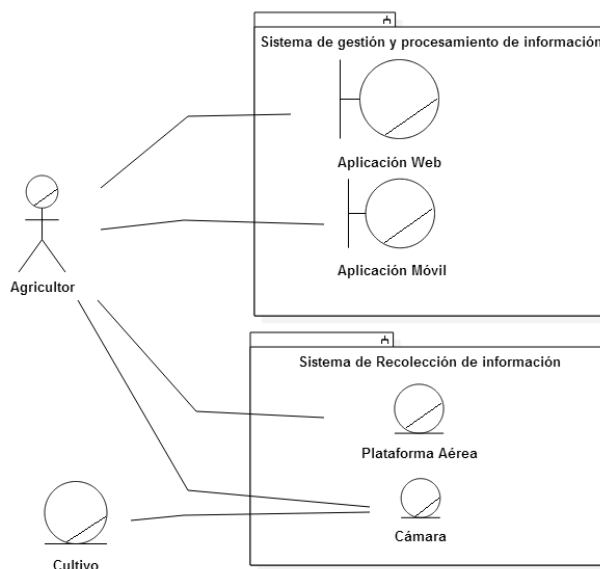 Sistema de gestión y procesamiento de información
Aplicación Web
Aplicación Móvil
Agricultor
Sistema de Recolección de información
Plataforma Aérea
Cámara
Cultivo